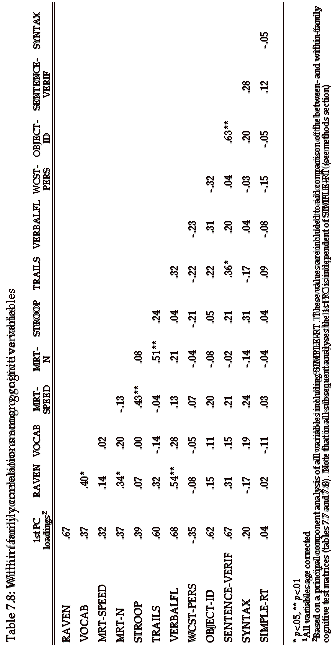 Table 7.8: Within family correlations among cognitive variables
1st PC RAVEN VOCAB MRT- MRT- STROOP TRAILS VERBALFL WCST- OBJECT- SENTENCE- SYNTAX
loadings² SPEED N PERS ID VERIF
RAVEN .67
VOCAB .37 .40*
MRT-SPEED .32 .14 .02
MRT-N .37 .34* .20 -.13
STROOP .39 .07 .00 .43** .08
TRAILS .60 .32 -.14 -.04 .51** .24
VERBALFL .68 .54** .28 .13 .21 .04 .32
WCST-PERS -.35 -.08 -.05 .07 -.04 -.21 -.22 -.23
OBJECT-ID .62 .15 .11 .20 -.08 .05 .22 .31 -.32
SENTENCE-VERIF .67 .31 .15 .21 -.02 .21 .36* .20 .04 .63**
SYNTAX .20 -.17 .19 .24 -.14 .31 -.17 .04 -.03 .20 .28
SIMPLE-RT .04 .02 -.11 .03 -.04 .04 .09 -.08 -.15 -.05 .12 -.05
* p<.05, ** p<.01
¹All variables age corrected
²Based on a principal component analysis of all variables including SIMPLE-RT. These values are included to aid comparison of the between- and within-family
cognitive test matrices (tables 7.7 and 7.8). Note that in all subsequent analyses the 1st PC is independent of SIMPLE-RT (see methods section)